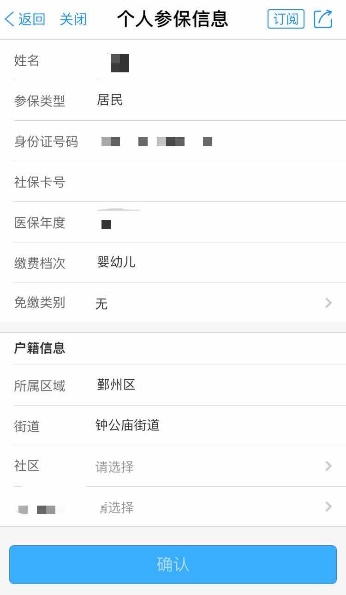 返回 关闭 个人参保信息 订阅
姓名
参保类型 居民
身份证号码
社保卡号
医保年度
缴费档次 婴幼儿
免缴类别 无
户籍信息
所属区域 鄞州区
街道 钟公庙街道
社区 请选择
选择
确认